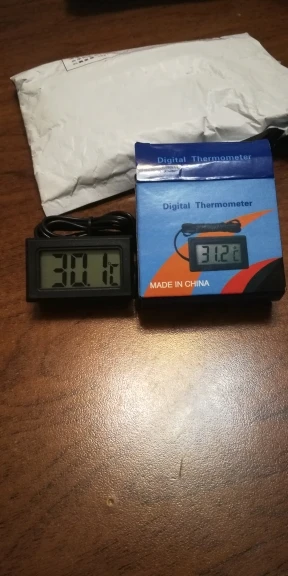 Digital Thermometer
Digital Thermometer
30.1°C
31.2°C
MADE IN CHINA